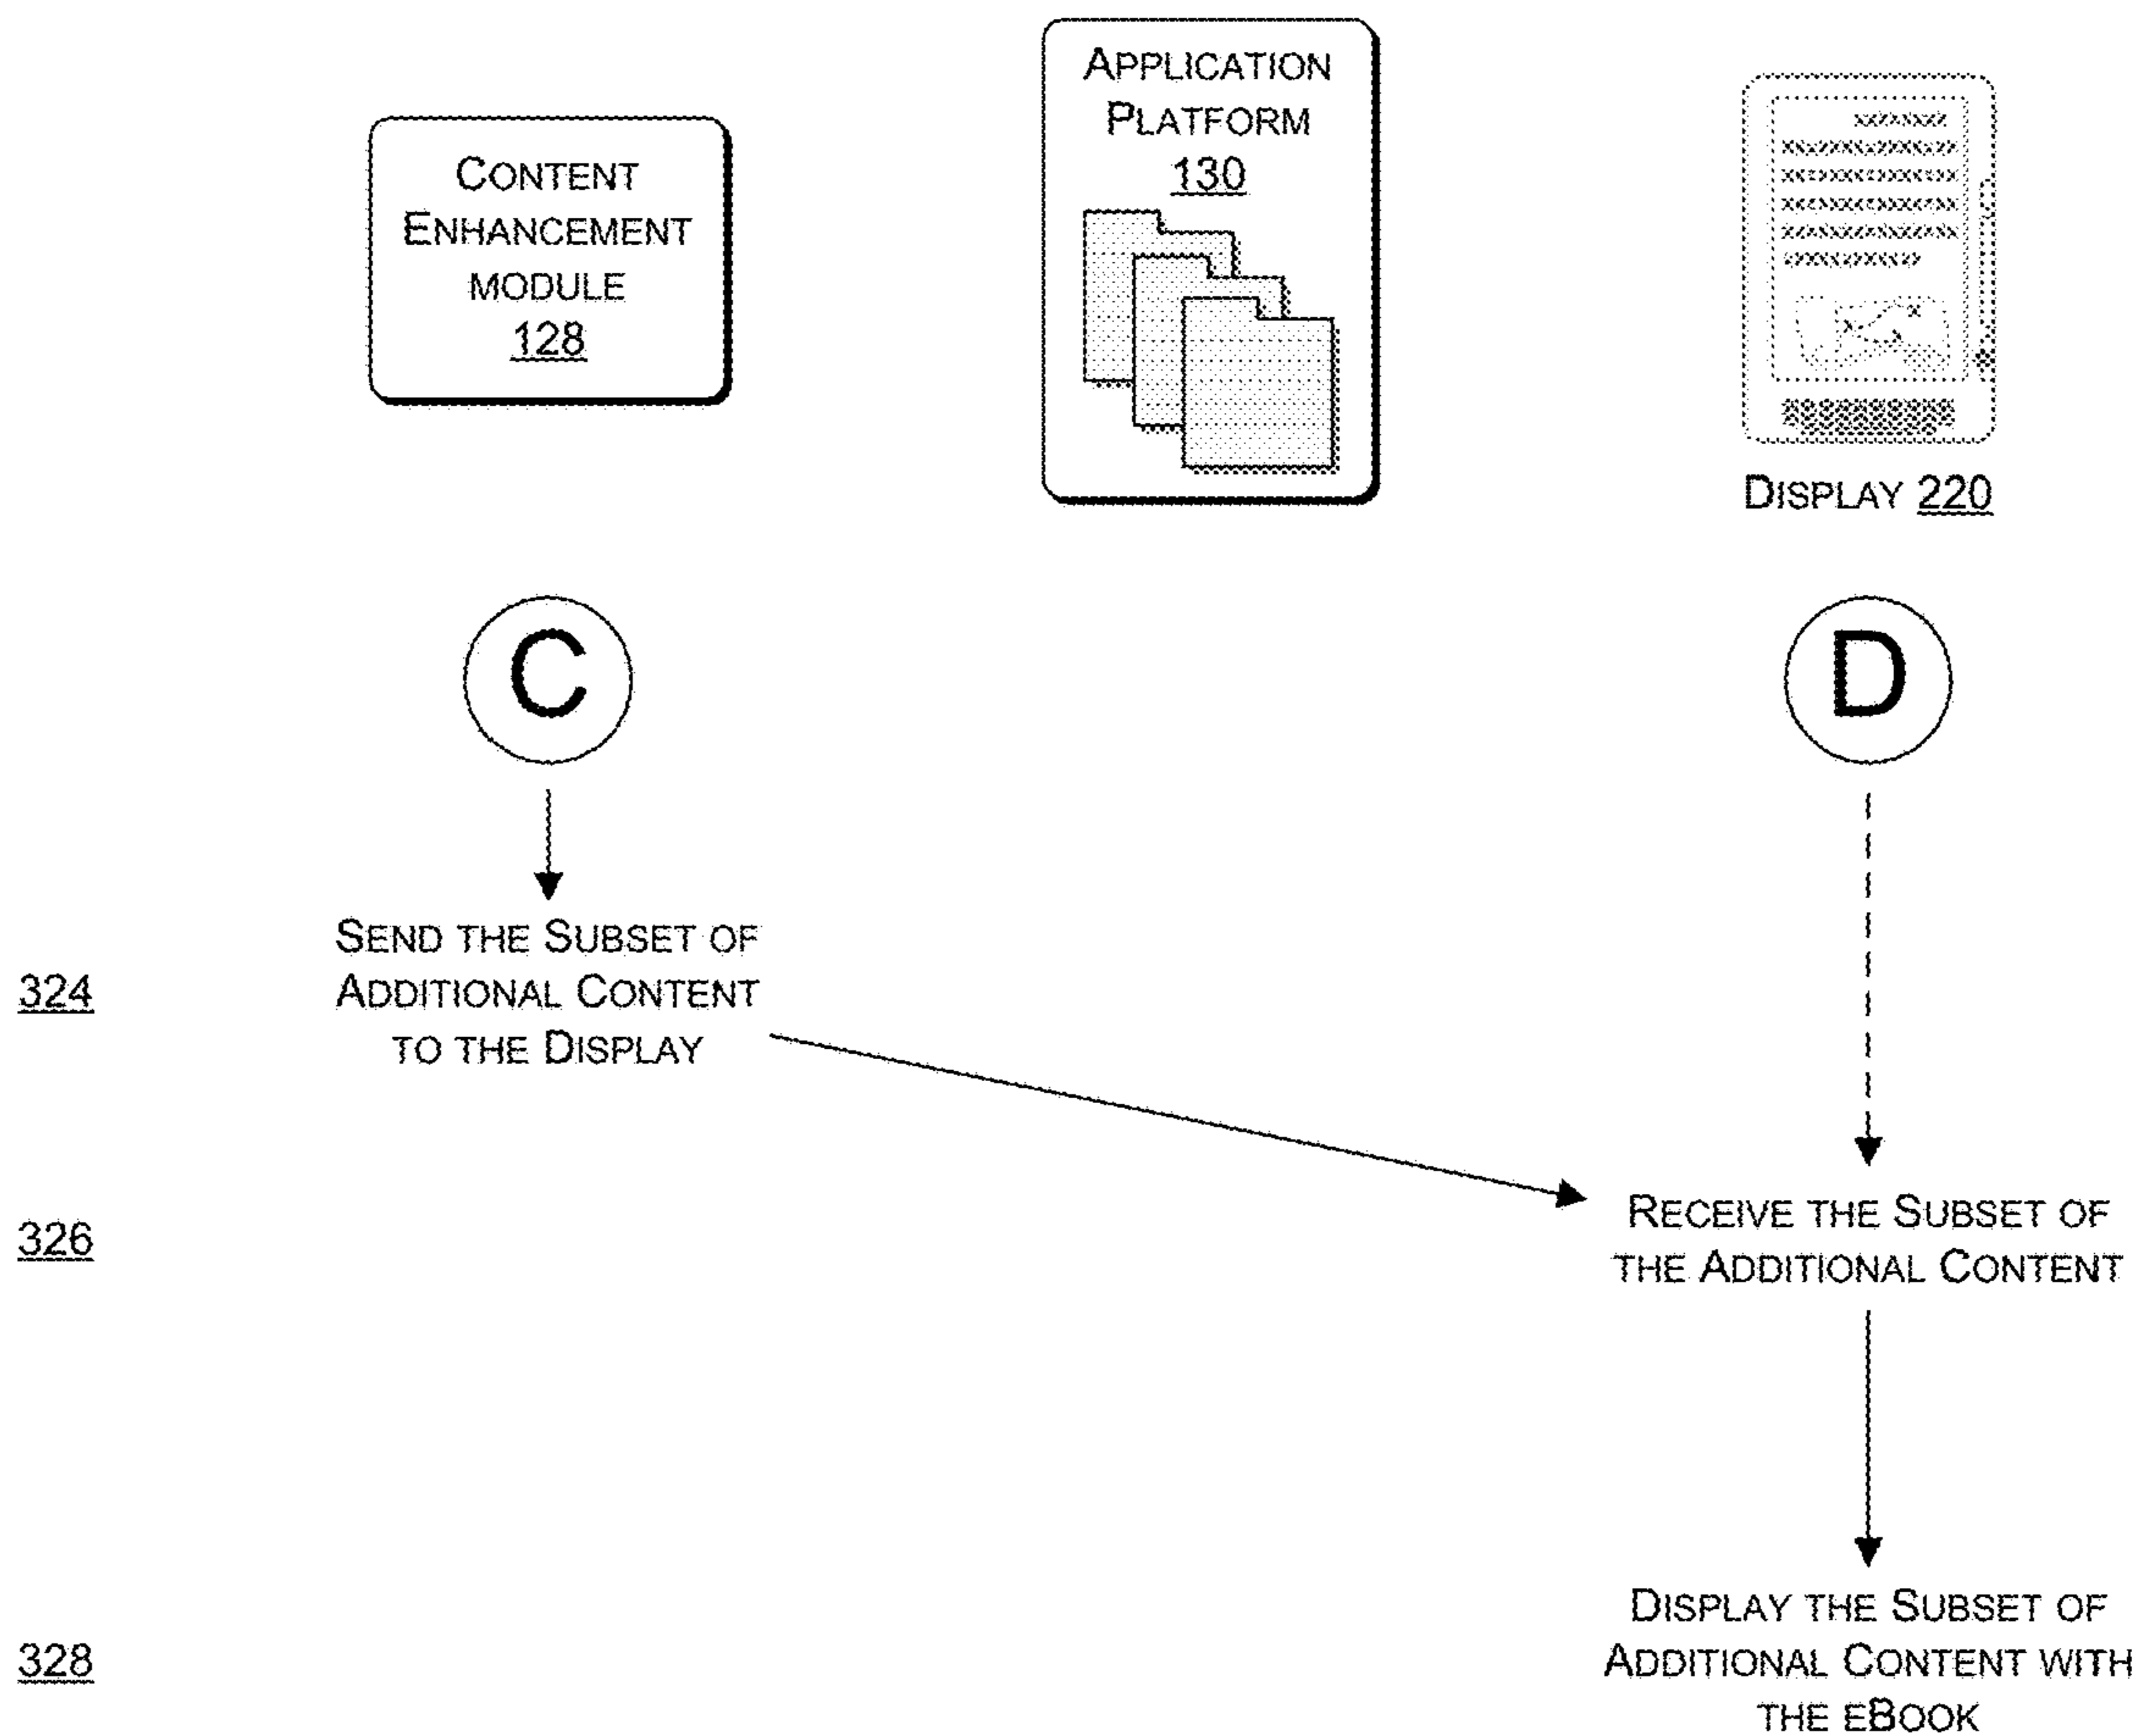 CONTENT
ENHANCEMENT
MODULE
128
APPLICATION
PLATFORM
130
DISPLAY 220
C
D
324
SEND THE SUBSET OF
ADDITIONAL CONTENT
TO THE DISPLAY
326
RECEIVE THE SUBSET OF
THE ADDITIONAL CONTENT
328
DISPLAY THE SUBSET OF
ADDITIONAL CONTENT WITH
THE EBOOK